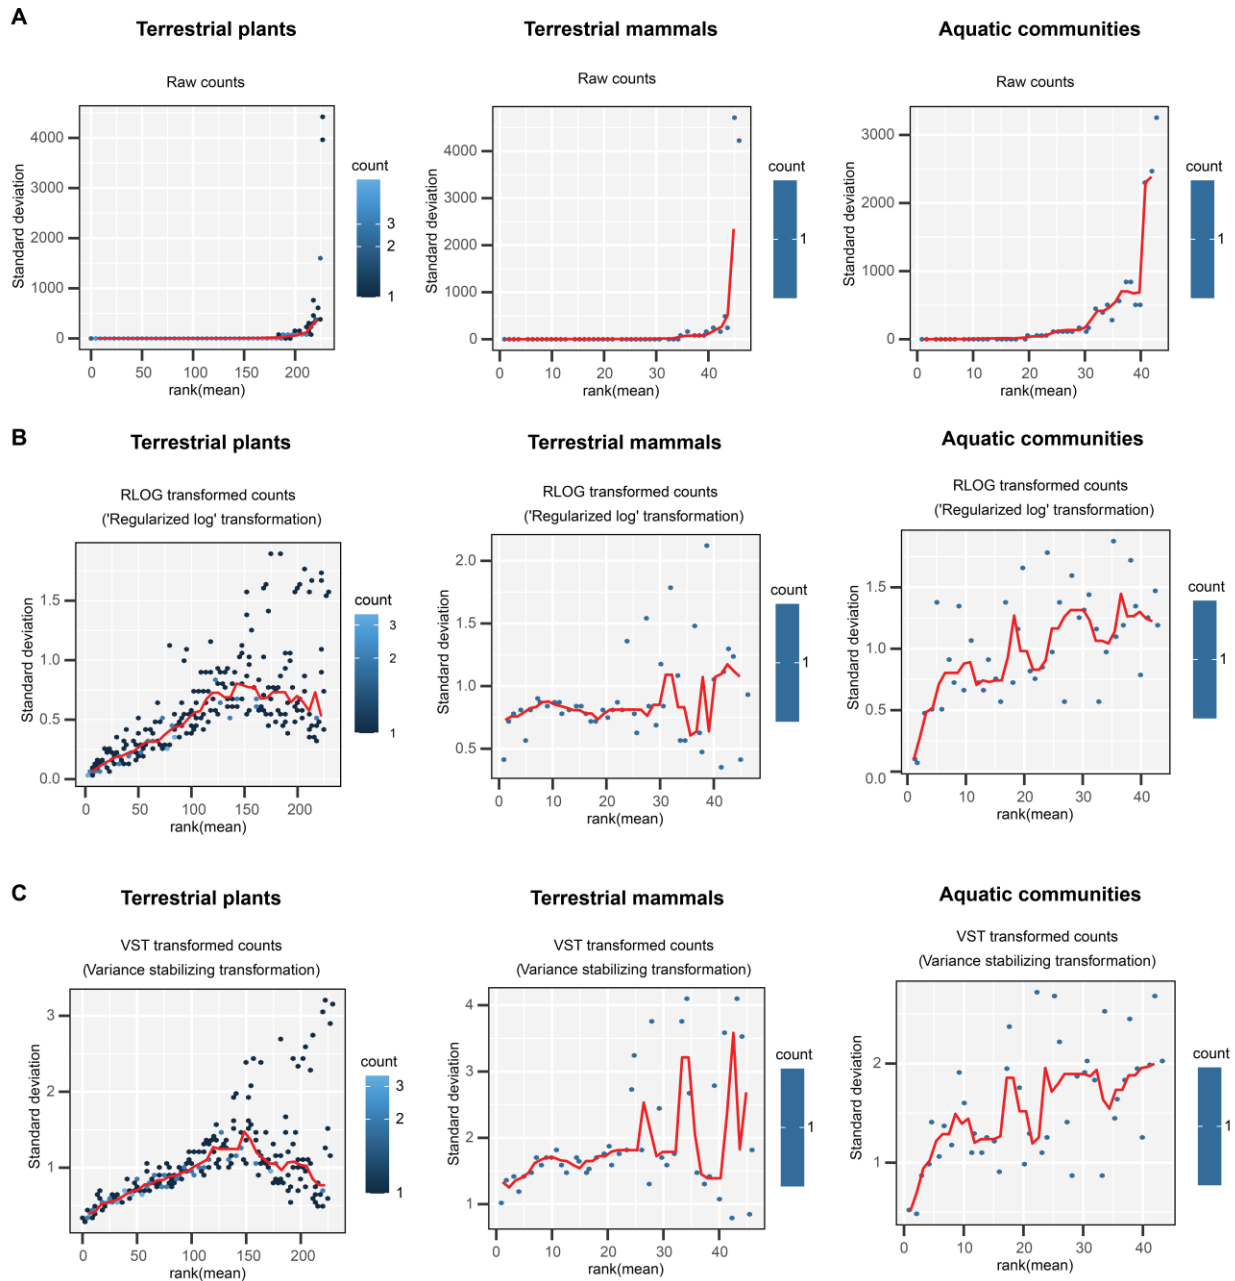 A
Terrestrial plants
Terrestrial mammals
Aquatic communities
Raw counts
Raw counts
Raw counts
Standard deviation
4000
3000
2000
1000
0
0
50
100
150
200
rank(mean)
count
3
2
1
Standard deviation
4000
3000
2000
1000
0
0
10
20
30
40
rank(mean)
count
1
Standard deviation
3000
2000
1000
0
0
10
20
30
40
rank(mean)
count
1
B
Terrestrial plants
Terrestrial mammals
Aquatic communities
RLOG transformed counts
('Regularized log' transformation)
RLOG transformed counts
('Regularized log' transformation)
RLOG transformed counts
('Regularized log' transformation)
Standard deviation
1.5
1.0
0.5
0.0
0
50
100
150
200
rank(mean)
count
3
2
1
Standard deviation
2.0
1.5
1.0
0.5
0
10
20
30
40
rank(mean)
count
1
Standard deviation
1.5
1.0
0.5
0.0
0
10
20
30
40
rank(mean)
count
1
C
Terrestrial plants
Terrestrial mammals
Aquatic communities
VST transformed counts
(Variance stabilizing transformation)
VST transformed counts
(Variance stabilizing transformation)
VST transformed counts
(Variance stabilizing transformation)
Standard deviation
3
2
1
0
50
100
150
200
rank(mean)
count
3
2
1
Standard deviation
4
3
2
1
0
10
20
30
40
rank(mean)
count
1
Standard deviation
2
1
0
10
20
30
40
rank(mean)
count
1